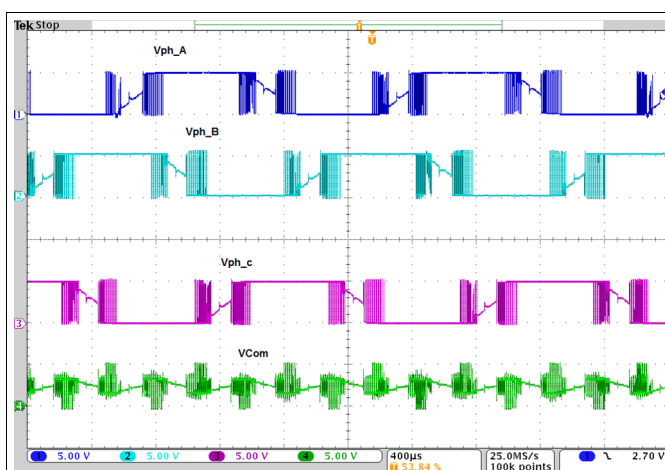 Tek Stop
T
T
Vph_A
1
Vph_B
2
Vph_c
3
VCom
4
1 5.00 V 2 5.00 V 3 5.00 V 4 5.00 V 400µs 25.0MS/s 1 2.70 V
T 53.84 % 100k points